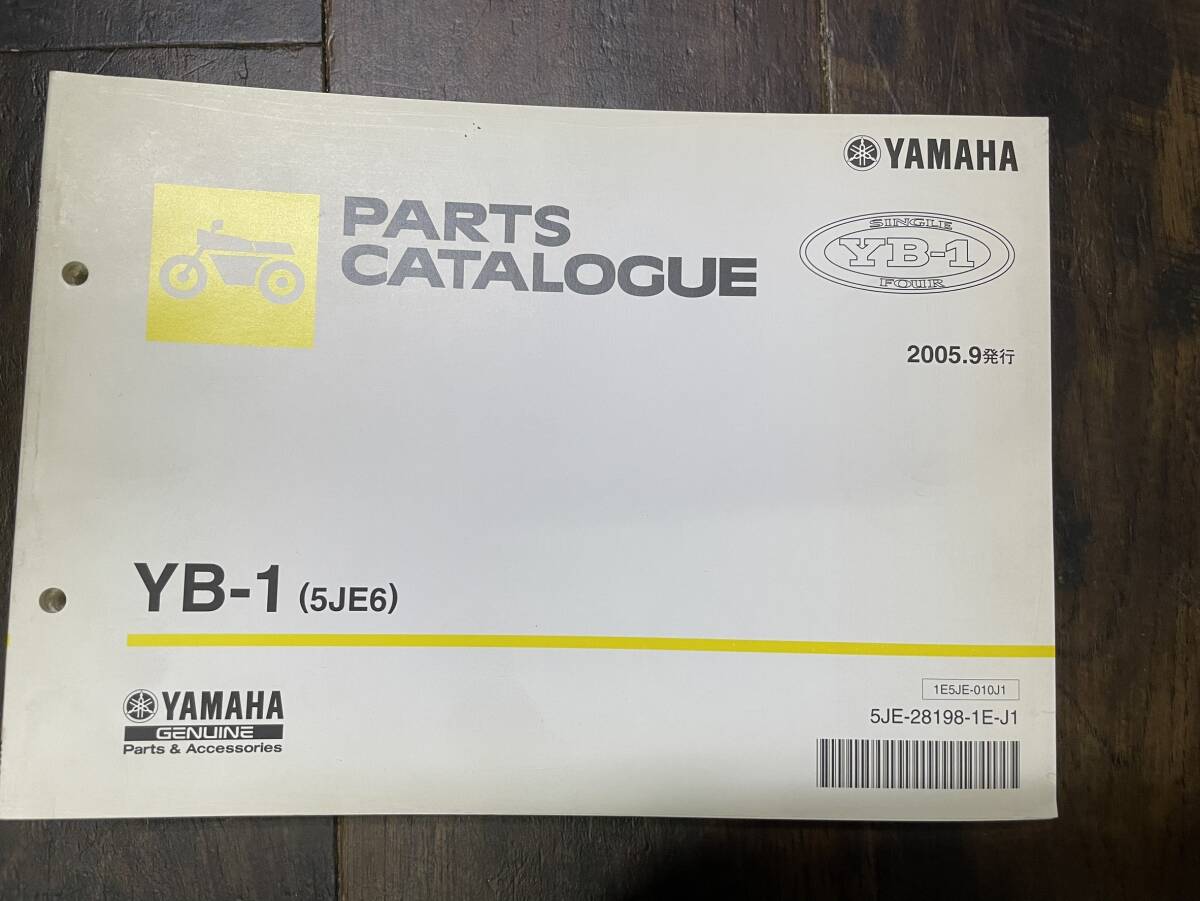 YAMAHA
PARTS
CATALOGUE
SINGLE
YB-1
FOUR
2005.9発行
YB-1 (5JE6)
YAMAHA
GENUINE
Parts & Accessories
1E5JE-010J1
5JE-28198-1E-J1